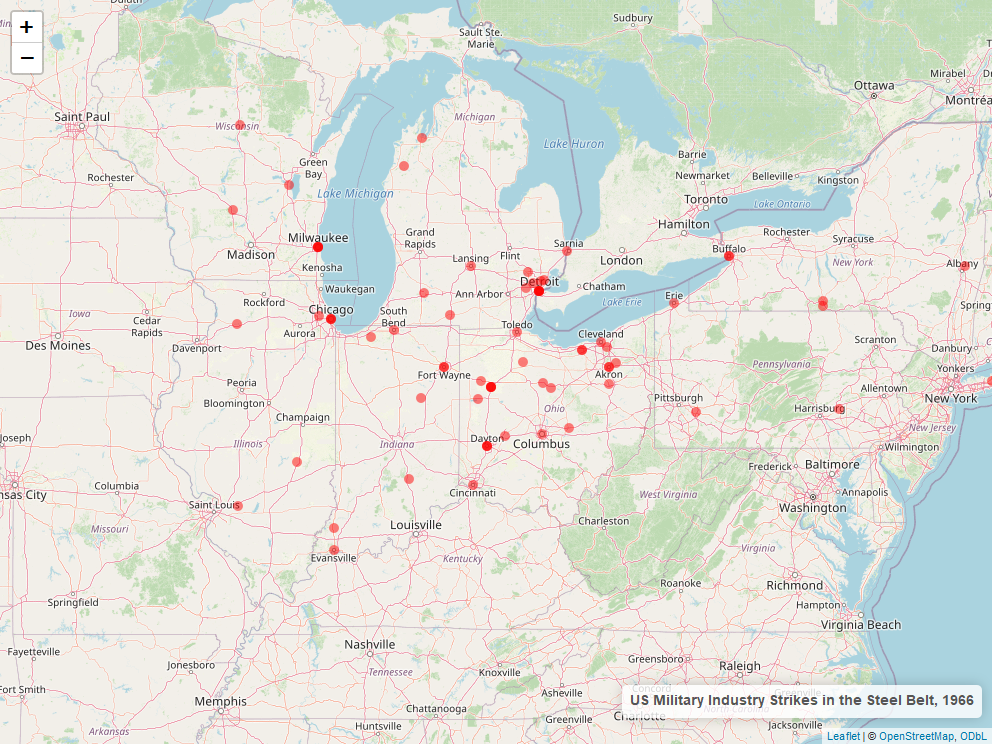 Duluth
Sudbury
+
Sault Ste.
Marie
−
Ottawa
Mirabel
Montréa
Saint Paul
Michigan
Wisconsin
Lake Huron
Barrie
Green
Bay
Newmarket
Belleville
Kingston
Rochester
Lake Michigan
Toronto
Lake Ontario
Hamilton
Milwaukee
Grand
Rapids
Sarnia
Rochester
Syracuse
Madison
Lansing
Flint
London
Buffalo
New York
Albany
Kenosha
Waukegan
Detroit
Chatham
Ann Arbor
Lake Erie
Erie
Rockford
Chicago
South
Bend
Springf
Iowa
Cedar
Rapids
Aurora
Toledo
Cleveland
Scranton
Des Moines
Davenport
Danbury
Pennsylvania
Yonkers
Fort Wayne
Akron
Peoria
Allentown
New York
Bloomington
Pittsburgh
Harrisburg
Champaign
Ohio
New Jersey
Joseph
Illinois
Indiana
Dayton
Columbus
Wilmington
Frederick
Baltimore
nsas City
Columbia
Cincinnati
West Virginia
Annapolis
Saint Louis
Washington
Missouri
Louisville
Charleston
Evansville
Kentucky
Virginia
Roanoke
Richmond
Springfield
Hampton
Virginia Beach
Nashville
Fayetteville
Greensboro
Jonesboro
Tennessee
Knoxville
Raleigh
Fort Smith
Asheville
Concord
Greenville
US Military Industry Strikes in the Steel Belt, 1966
Memphis
Chattanooga
Charlotte
Huntsville
Greenville
Jacksonville
Arkansas
Leaflet | © OpenStreetMap, ODbL